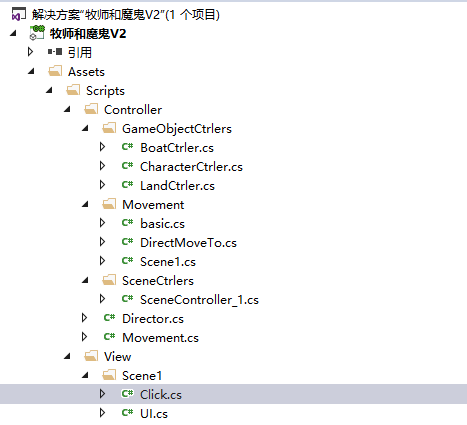 解决方案“牧师和魔鬼V2”(1 个项目)
牧师和魔鬼V2
引用
Assets
Scripts
Controller
GameObjectCtrlers
BoatCtrler.cs
CharacterCtrler.cs
LandCtrler.cs
Movement
basic.cs
DirectMoveTo.cs
Scene1.cs
SceneCtrlers
SceneController_1.cs
Director.cs
Movement.cs
View
Scene1
Click.cs
UI.cs